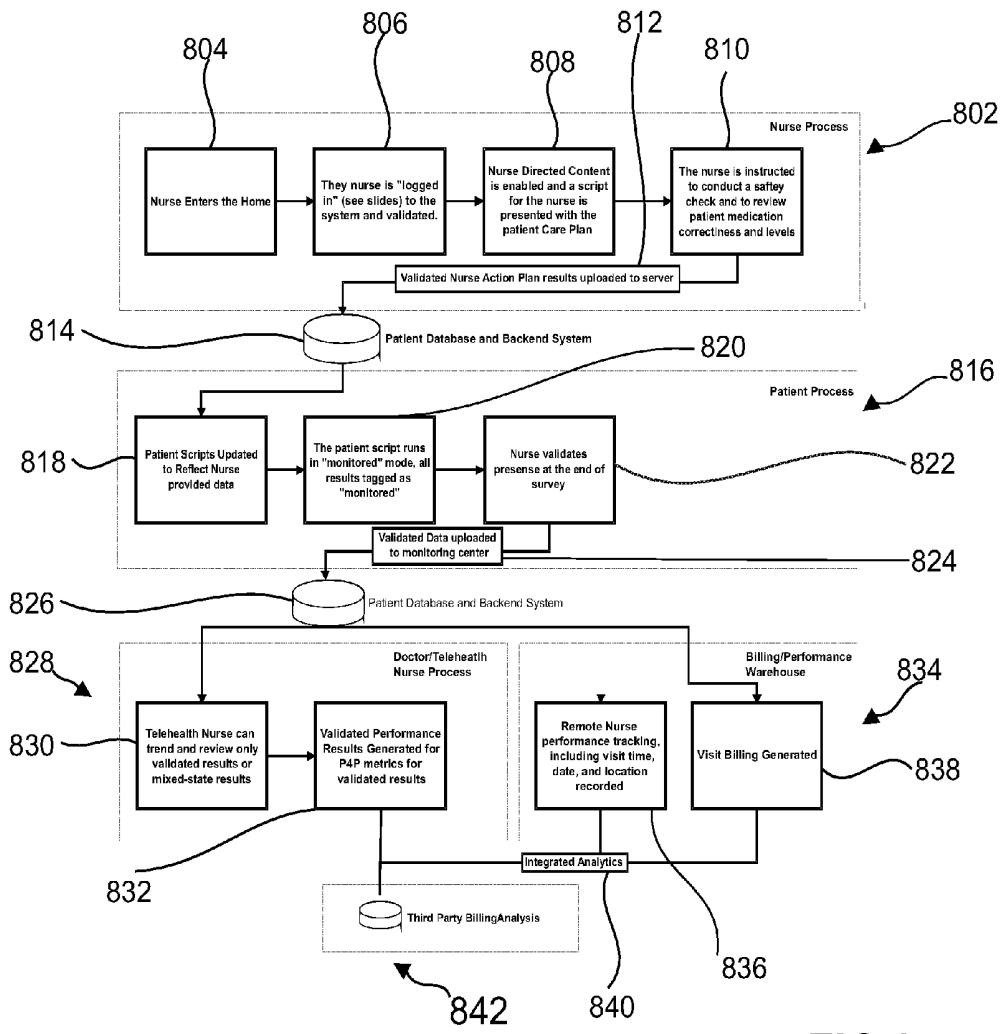 804
806
812
808
810
802
Nurse Process
Nurse Enters the Home
They nurse is "logged
in" (see slides) to the
system and validated.
Nurse Directed Content
is enabled and a script
for the nurse is
presented with the
patient Care Plan
The nurse is instructed
to conduct a saftey
check and to review
patient medication
correctiness and levels
Validated Nurse Action Plan results uploaded to server
814
Patient Database and Backend System
820
816
Patient Process
818
Patient Scripts Updated
to Reflect Nurse
provided data
The patient script runs
in "monitored" mode, all
results tagged as
"monitored"
Nurse validates
presense at the end of
survey
822
Validated Data uploaded
to monitoring center
824
826
Patient Database and Backend System
828
Doctor/Teleheatlh
Nurse Process
Billing/Performance
Warehouse
834
830
Telehealth Nurse can
trend and review only
validated results or
mixed-state results
Validated Performance
Results Generated for
P4P metrics for
validated results
Remote Nurse
performance tracking,
including visit time,
date, and location
recorded
Visit Billing Generated
838
832
Integrated Analytics
Third Party BillingAnalysis
836
840
842